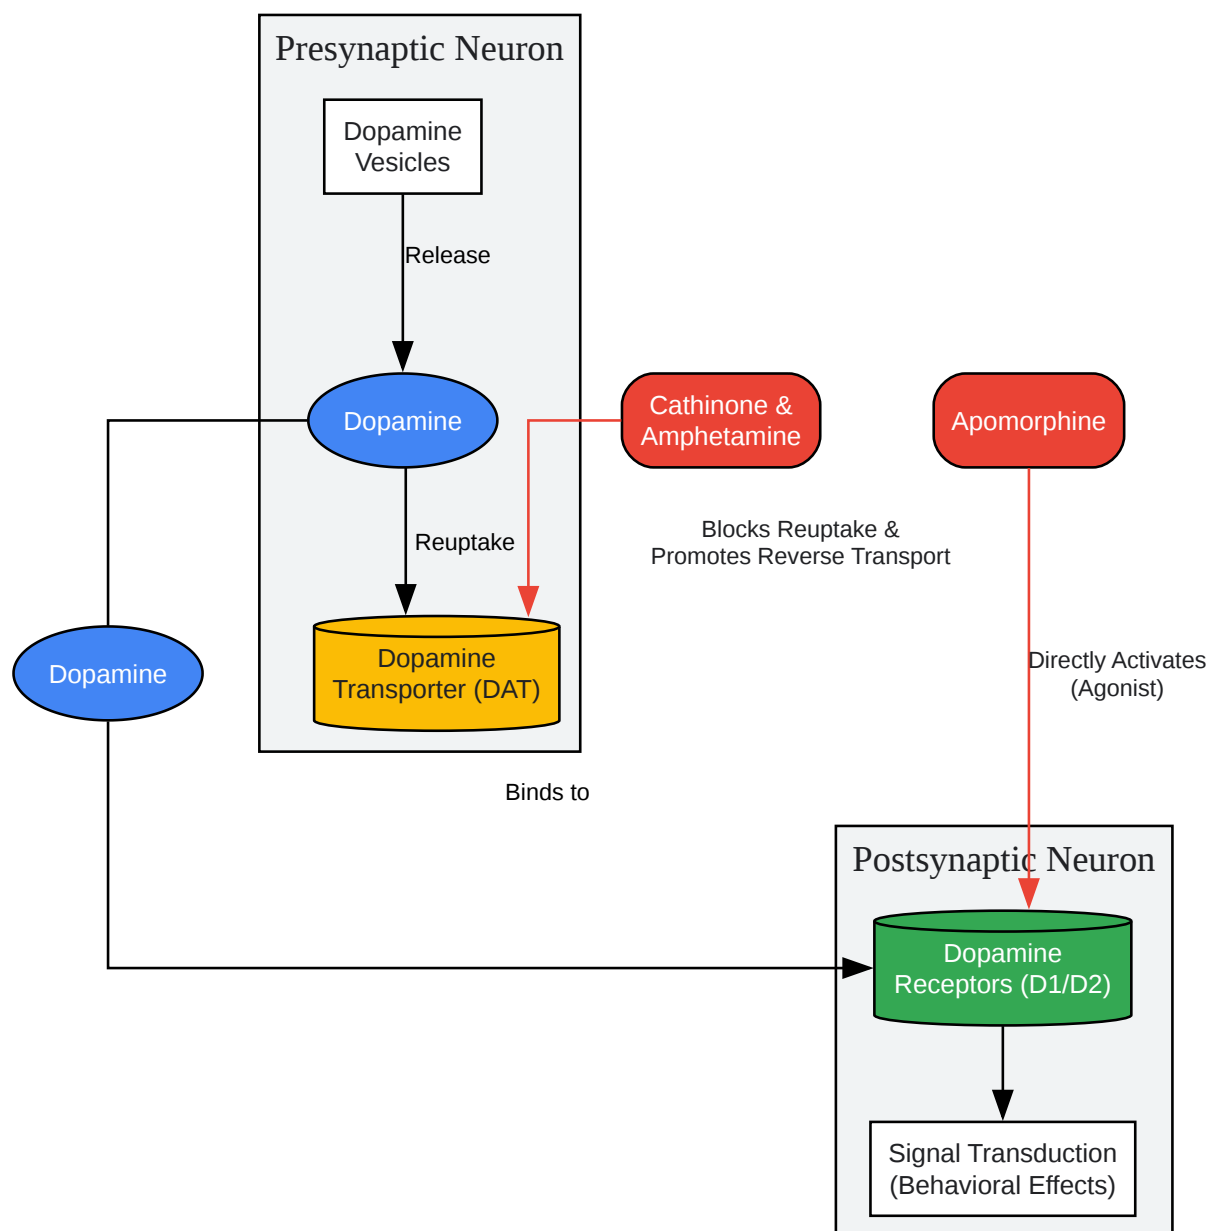 Presynaptic Neuron
Dopamine
Vesicles
Release
Dopamine
Cathinone &
Amphetamine
Apomorphine
Blocks Reuptake &
Promotes Reverse Transport
Reuptake
Dopamine
Dopamine
Transporter (DAT)
Directly Activates
(Agonist)
Binds to
Postsynaptic Neuron
Dopamine
Receptors (D1/D2)
Signal Transduction
(Behavioral Effects)